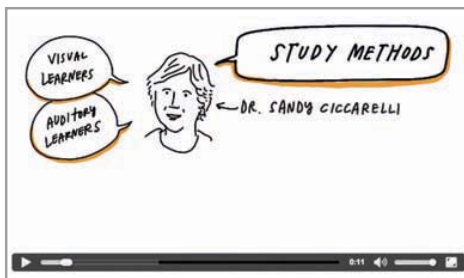 VISUAL
LEARNERS
AUDITORY
LEARNERS
STUDY METHODS
DR. SANDY CICCARELLI
0:11